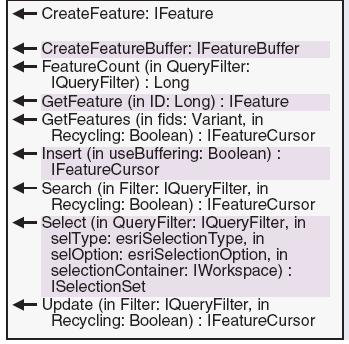 CreateFeature: IFeature
CreateFeatureBuffer: IFeatureBuffer
FeatureCount (in QueryFilter:
IQueryFilter) : Long
GetFeature (in ID: Long) : IFeature
GetFeatures (in fids: Variant, in
Recycling: Boolean) : IFeatureCursor
Insert (in useBuffering: Boolean) :
IFeatureCursor
Search (in Filter: IQueryFilter, in
Recycling: Boolean) : IFeatureCursor
Select (in QueryFilter: IQueryFilter, in
selType: esriSelectionType, in
selOption: esriSelectionOption, in
selectionContainer: IWorkspace) :
ISelectionSet
Update (in Filter: IQueryFilter, in
Recycling: Boolean) : IFeatureCursor